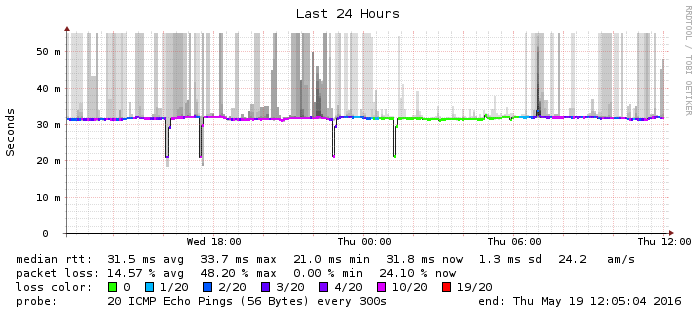 Last 24 Hours
RRDTOOL / TOBI OETIKER
Seconds
50 m
40 m
30 m
20 m
10 m
0
Wed 18:00 Thu 00:00 Thu 06:00 Thu 12:00
median rtt: 31.5 ms avg 33.7 ms max 21.0 ms min 31.8 ms now 1.3 ms sd 24.2 am/s
packet loss: 14.57 % avg 48.20 % max 0.00 % min 24.10 % now
loss color: 0 1/20 2/20 3/20 4/20 10/20 19/20
probe: 20 ICMP Echo Pings (56 Bytes) every 300s end: Thu May 19 12:05:04 2016